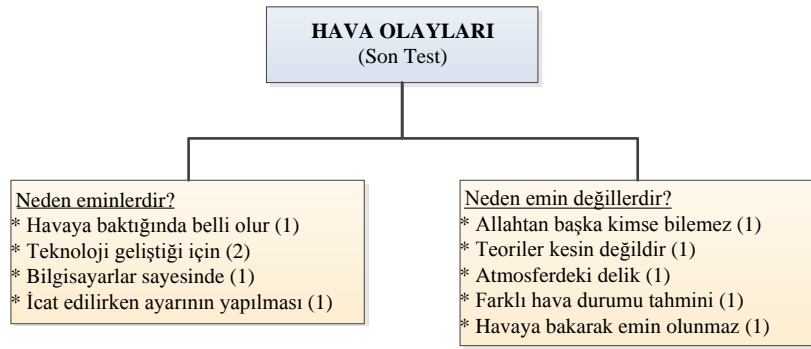 HAVA OLAYLARI
(Son Test)
Neden eminlerdir?
* Havaya baktığında belli olur (1)
* Teknoloji geliştiği için (2)
* Bilgisayarlar sayesinde (1)
* İcat edilirken ayarının yapılması (1)
Neden emin değillerdir?
* Allahtan başka kimse bilemez (1)
* Teoriler kesin değildir (1)
* Atmosferdeki delik (1)
* Farklı hava durumu tahmini (1)
* Havaya bakarak emin olunmaz (1)